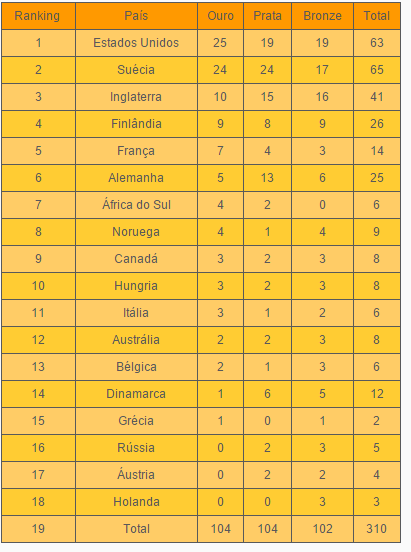 Ranking País Ouro Prata Bronze Total
1 Estados Unidos 25 19 19 63
2 Suécia 24 24 17 65
3 Inglaterra 10 15 16 41
4 Finlândia 9 8 9 26
5 França 7 4 3 14
6 Alemanha 5 13 6 25
7 África do Sul 4 2 0 6
8 Noruega 4 1 4 9
9 Canadá 3 2 3 8
10 Hungria 3 2 3 8
11 Itália 3 1 2 6
12 Austrália 2 2 3 8
13 Bélgica 2 1 3 6
14 Dinamarca 1 6 5 12
15 Grécia 1 0 1 2
16 Rússia 0 2 3 5
17 Áustria 0 2 2 4
18 Holanda 0 0 3 3
19 Total 104 104 102 310